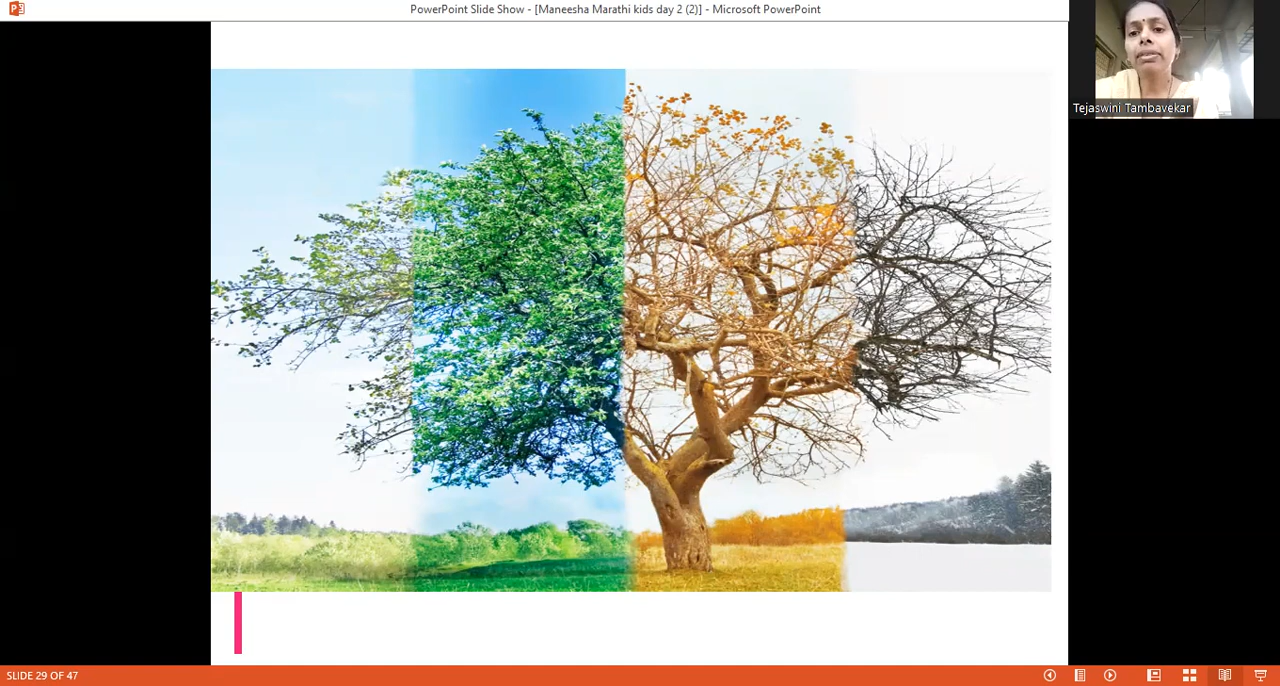 PowerPoint Slide Show - [Maneesha Marathi kids day 2 (2)] - Microsoft PowerPoint
Tejaswini Tambavekar
SLIDE 29 OF 47